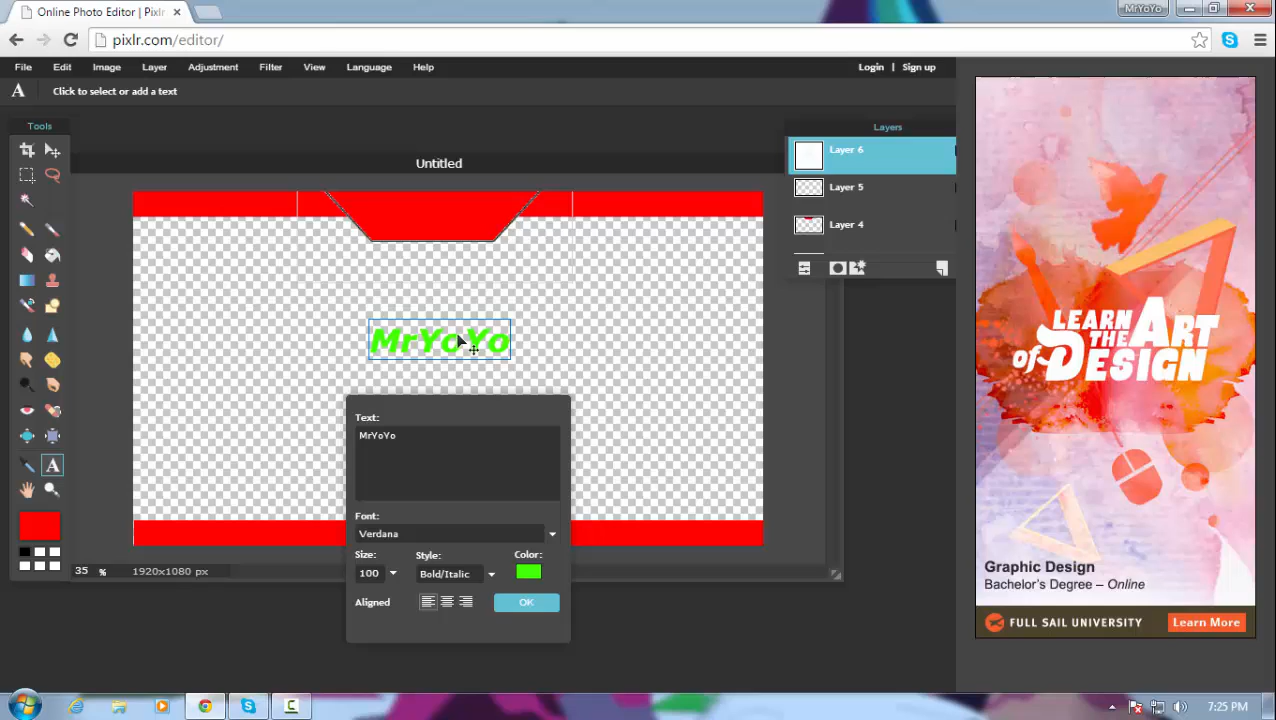 Online Photo Editor | Pixlr
MrYoYo
pixlr.com/editor/
File Edit Image Layer Adjustment Filter View Language Help
Login | Sign up
A Click to select or add a text
Tools
Untitled
Layers
Layer 6
Layer 5
Layer 4
MrYoYo
Text:
MrYoYo
Font:
Verdana
Size: Style: Color:
100 Bold/Italic
Aligned OK
A
35 % 1920x1080 px
LEARN
THE ART
OF DESIGN
Graphic Design
Bachelor's Degree – Online
FULL SAIL UNIVERSITY Learn More
7:25 PM